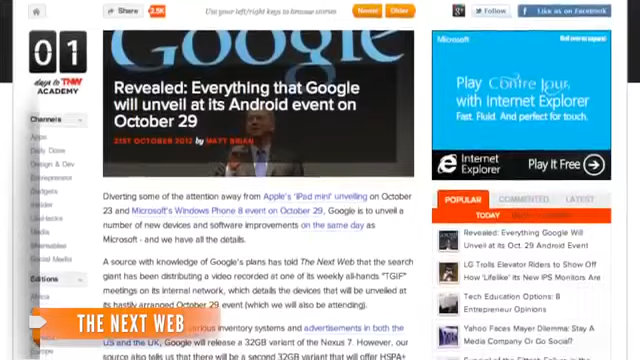 Share 2.5K
Use your left/right keys to browse stories
Newer Older
Follow
Like us on Facebook
01
days to TNW
ACADEMY
Google
Revealed: Everything that Google
will unveil at its Android event on
October 29
21ST OCTOBER 2012 by MATT BRIAN
Channels
Apps
Daily Dose
Design & Dev
Entrepreneur
Gadgets
Insider
Lifehacks
Media
Shareables
Social Media
Editions
Africa
Diverting some of the attention away from Apple's 'iPad mini' unveiling on October
23 and Microsoft's Windows Phone 8 event on October 29, Google is to unveil a
number of new devices and software improvements on the same day as
Microsoft - and we have all the details.
A source with knowledge of Google's plans has told The Next Web that the search
giant has been distributing a video recorded at one of its weekly all-hands "TGIF"
meetings on its internal network, which details the devices that will be unveiled at
its hastily arranged October 29 event (which we will also be attending).
various inventory systems and advertisements in both the
US and the UK, Google will release a 32GB variant of the Nexus 7. However, our
source also tells us that there will be a second 32GB variant that will offer HSPA+
THE NEXT WEB
Microsoft
Play Contre Jour
with Internet Explorer
Fast. Fluid. And perfect for touch.
Internet
Explorer
Play It Free
POPULAR COMMENTED LATEST
TODAY
Revealed: Everything Google Will
Unveil at its Oct. 29 Android Event
LG Trolls Elevator Riders to Show Off
How 'Lifelike' Its New IPS Monitors Are
Tech Education Options: B
Entrepreneur Opinions
Yahoo Faces Mayer Dilemma: Stay A
Media Company Or Go Social?